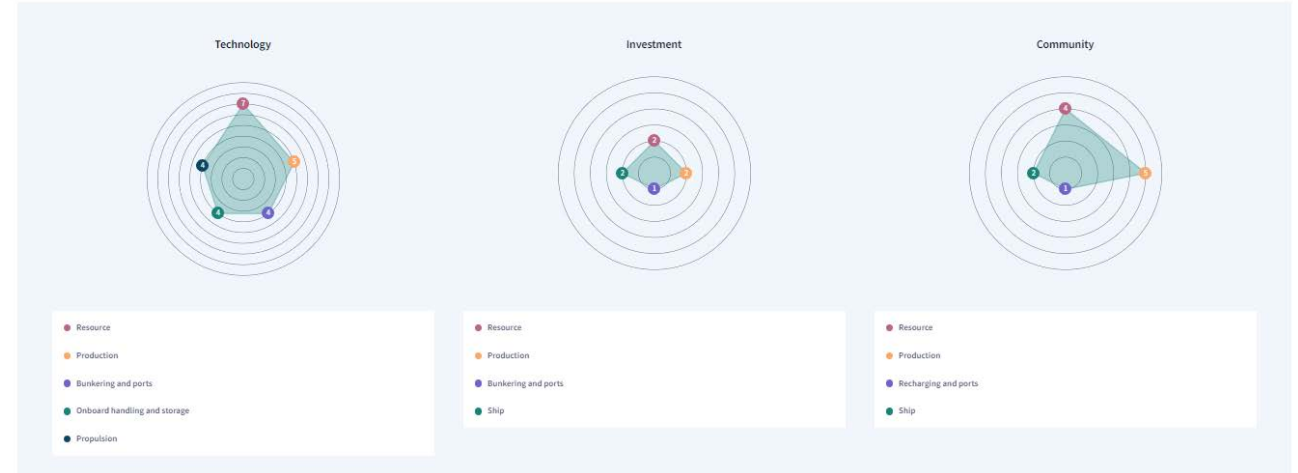 Technology
7
5
4
4
4
Resource
Production
Bunkering and ports
Onboard handling and storage
Propulsion
Investment
2
2
2
1
Resource
Production
Bunkering and ports
Ship
Community
4
2
5
1
Resource
Production
Recharging and ports
Ship